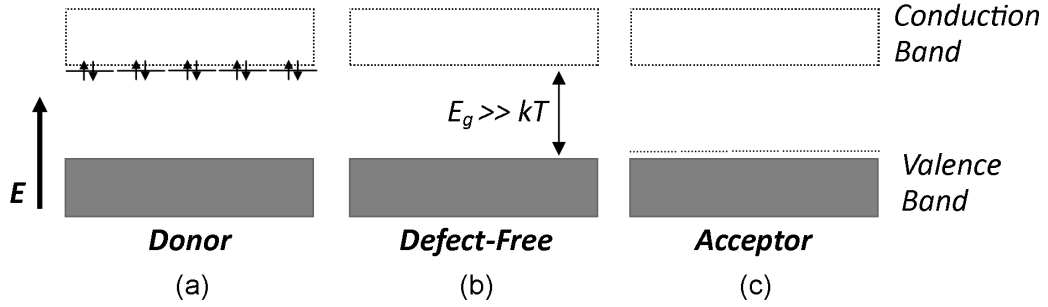 Conduction
Band
E
E_g >> kT
Valence
Band
Donor
Defect-Free
Acceptor
(a)
(b)
(c)